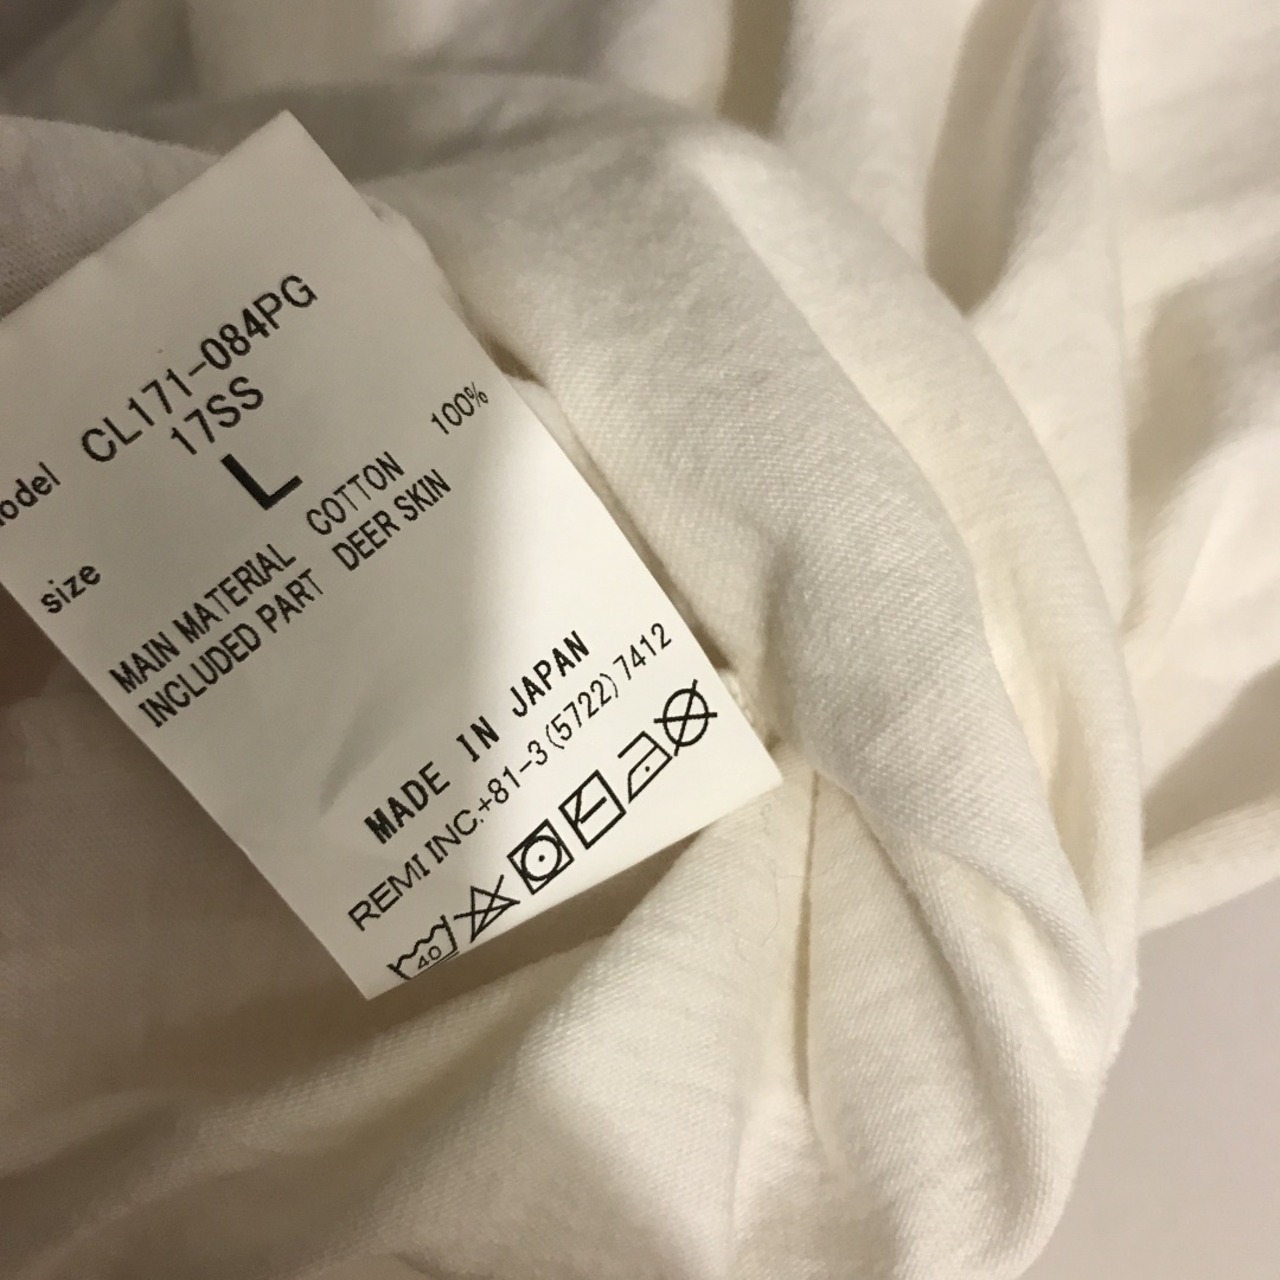 model CL171-084PG
17SS
size L
MAIN MATERIAL COTTON 100%
INCLUDED PART DEER SKIN
MADE IN JAPAN
REMI INC.+81-3(5722)7412
40